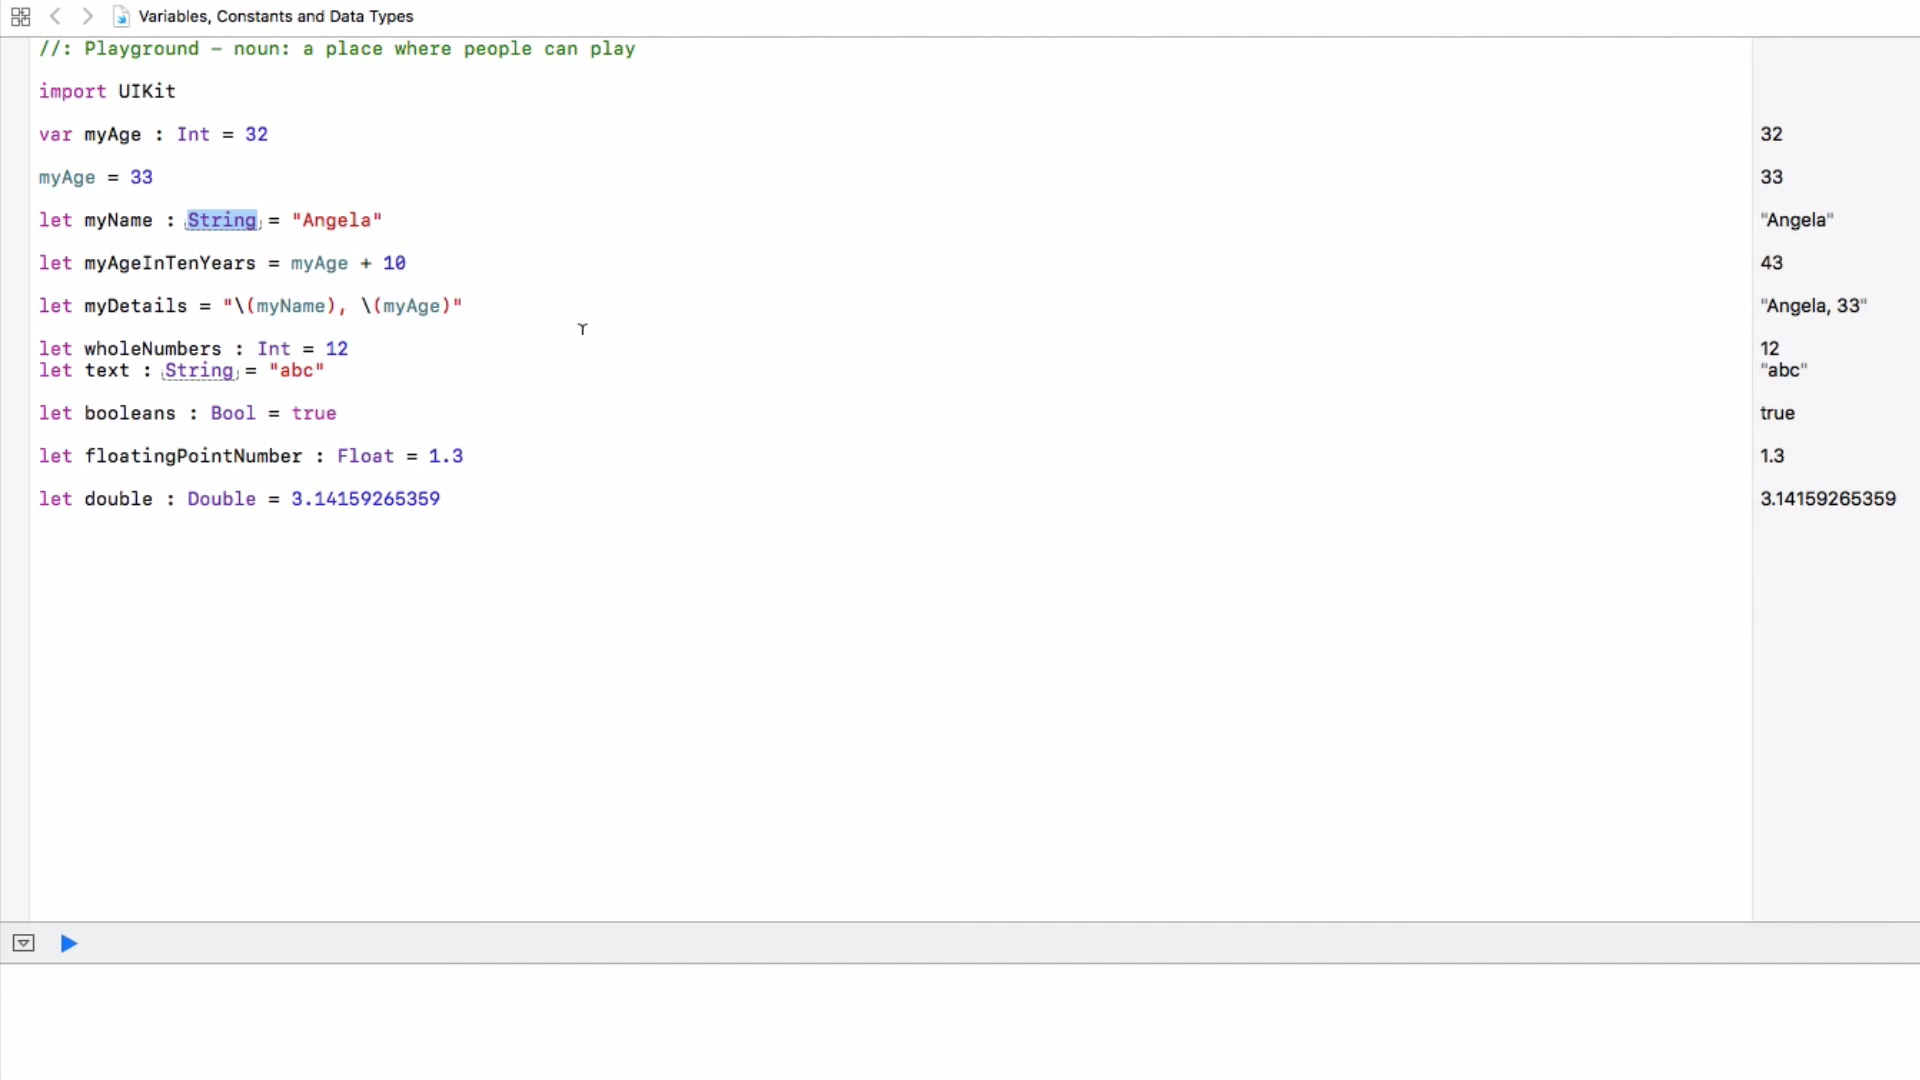 Variables, Constants and Data Types
//: Playground – noun: a place where people can play
import UIKit
var myAge : Int = 32
32
myAge = 33
33
let myName : String = "Angela"
"Angela"
let myAgeInTenYears = myAge + 10
43
let myDetails = "\(myName), \(myAge)"
"Angela, 33"
let wholeNumbers : Int = 12
12
let text : String = "abc"
"abc"
let booleans : Bool = true
true
let floatingPointNumber : Float = 1.3
1.3
let double : Double = 3.14159265359
3.14159265359